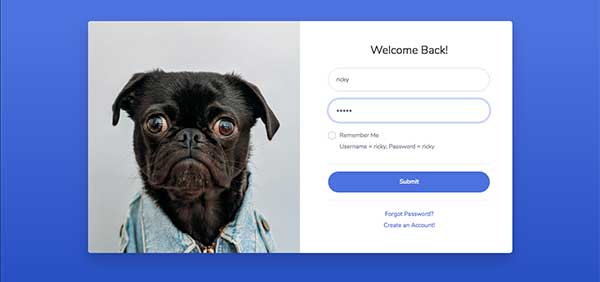 Welcome Back!
ricky
•••••
Remember Me
Username = ricky, Password = ricky
Submit
Forgot Password?
Create an Account!